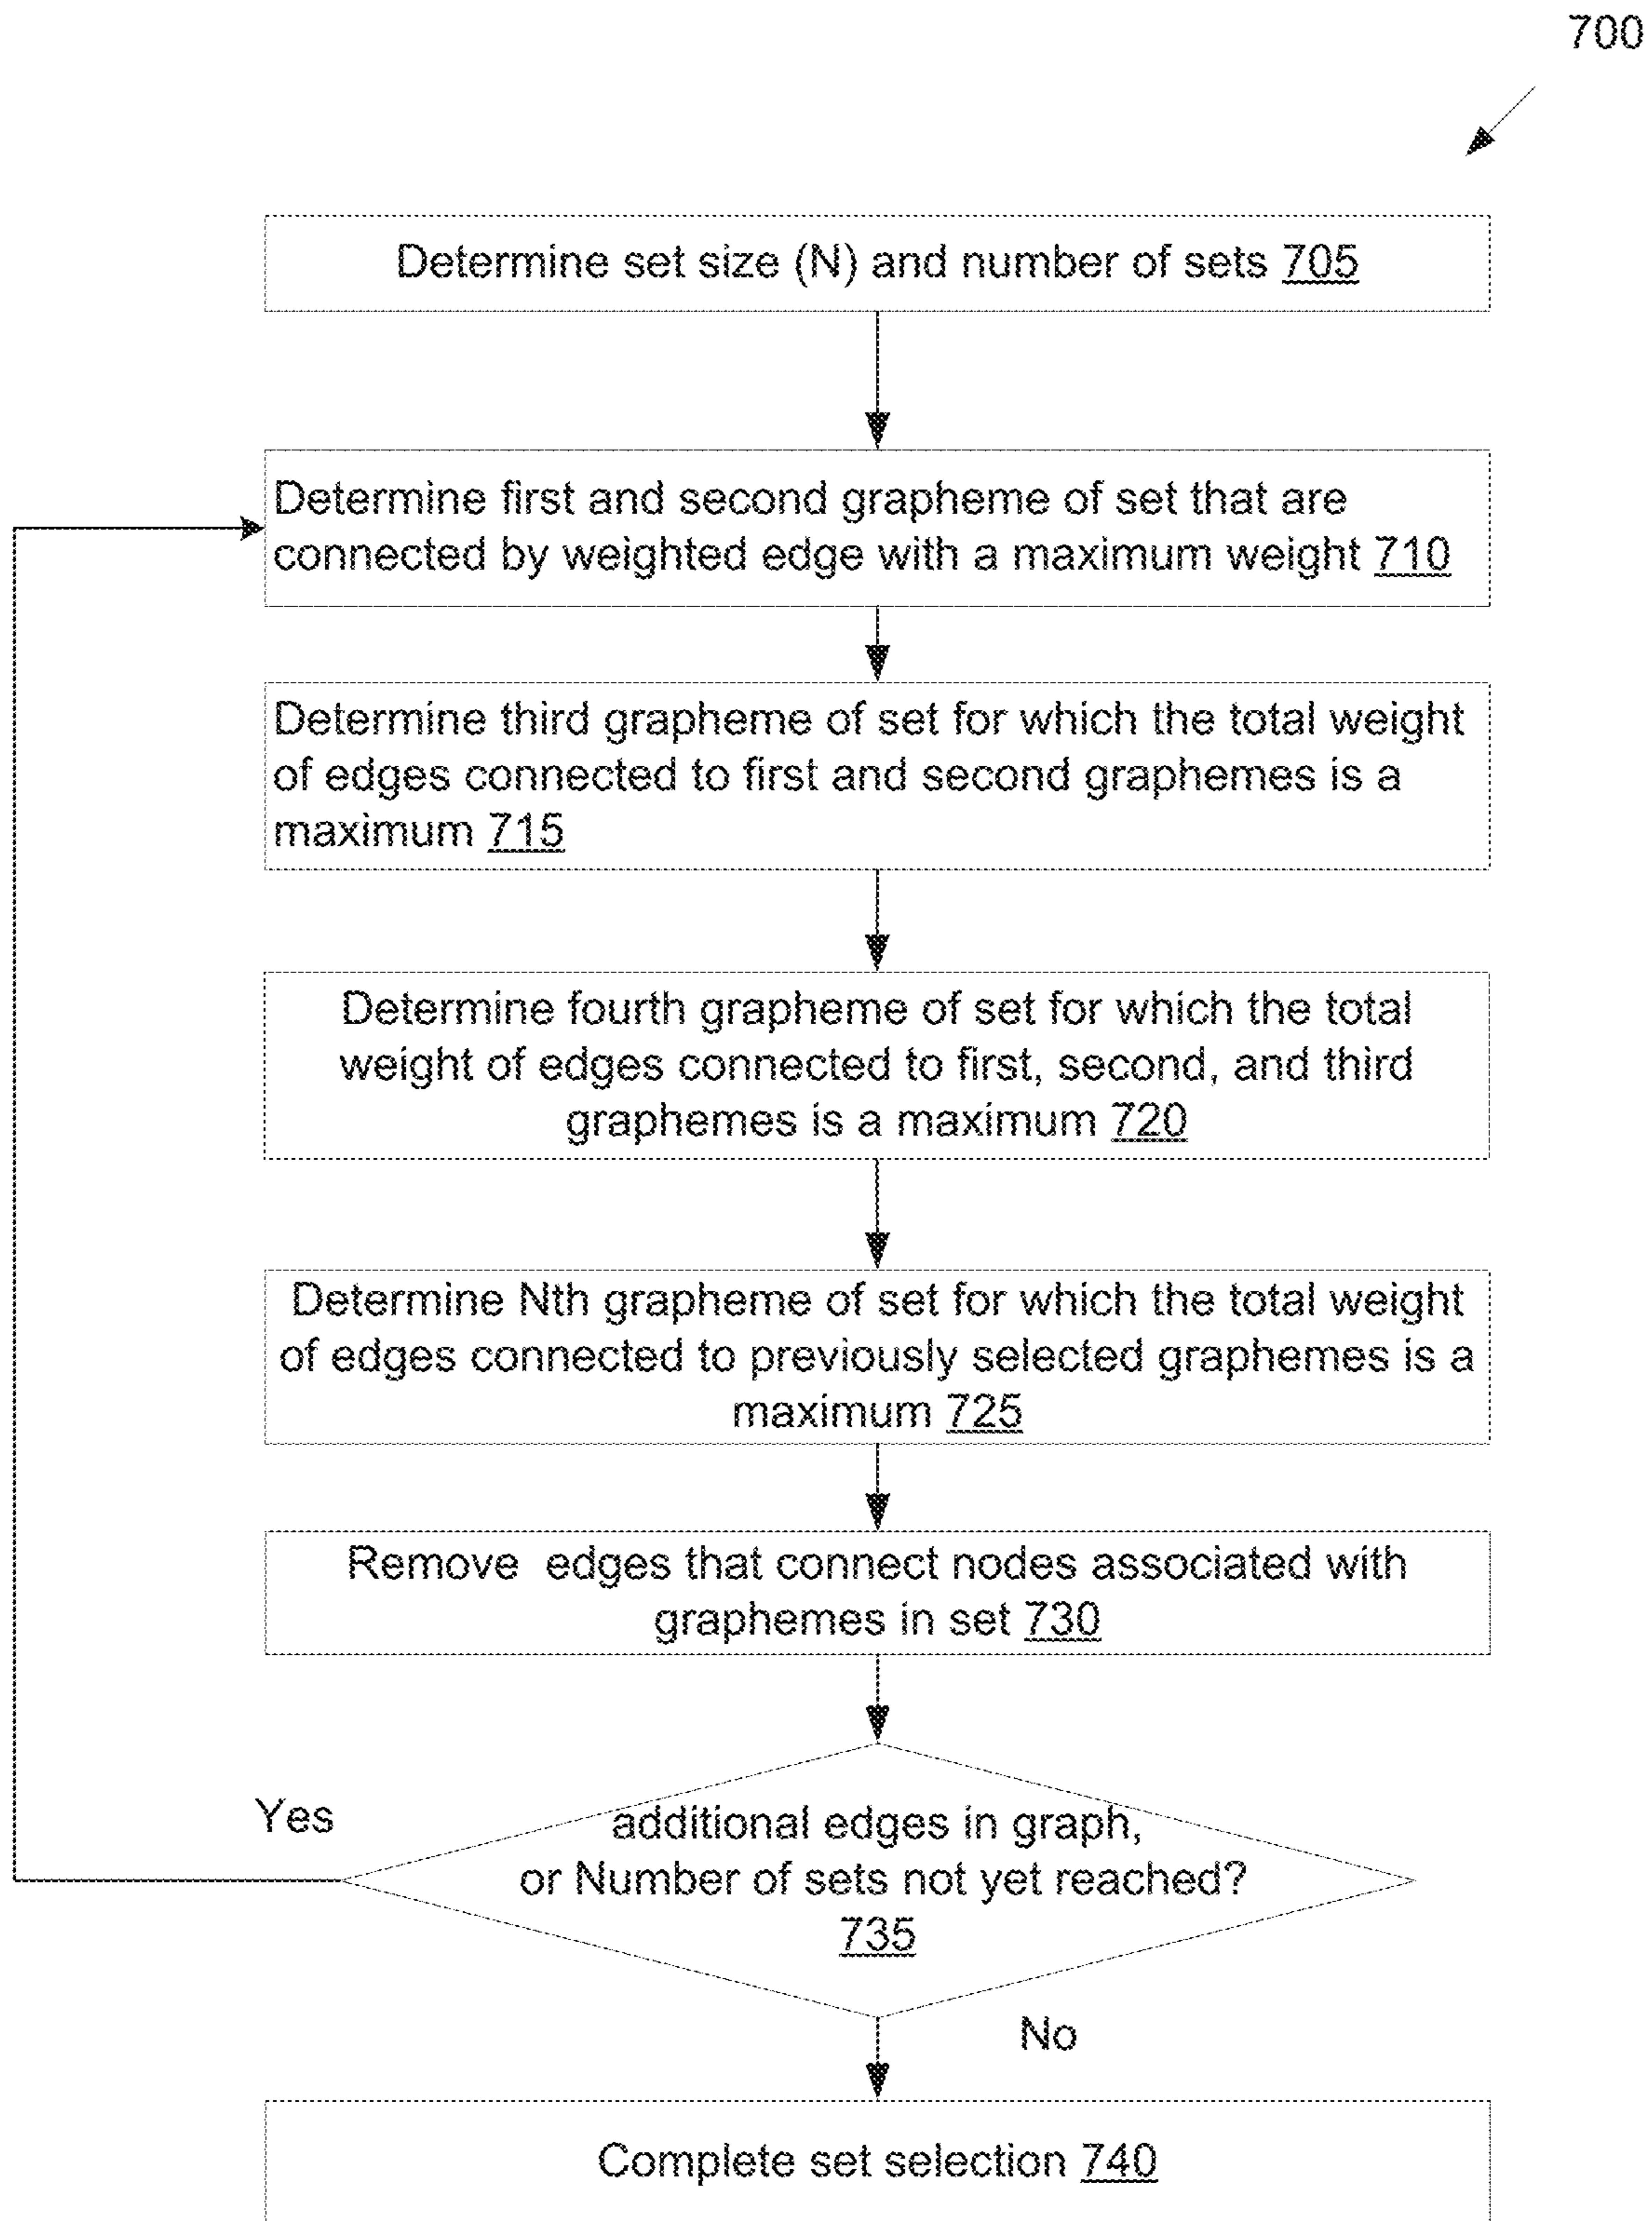 700
Determine set size (N) and number of sets 705
Determine first and second grapheme of set that are
connected by weighted edge with a maximum weight 710
Determine third grapheme of set for which the total weight
of edges connected to first and second graphemes is a
maximum 715
Determine fourth grapheme of set for which the total
weight of edges connected to first, second, and third
graphemes is a maximum 720
Determine Nth grapheme of set for which the total weight
of edges connected to previously selected graphemes is a
maximum 725
Remove edges that connect nodes associated with
graphemes in set 730
Yes
additional edges in graph,
or Number of sets not yet reached?
735
No
Complete set selection 740